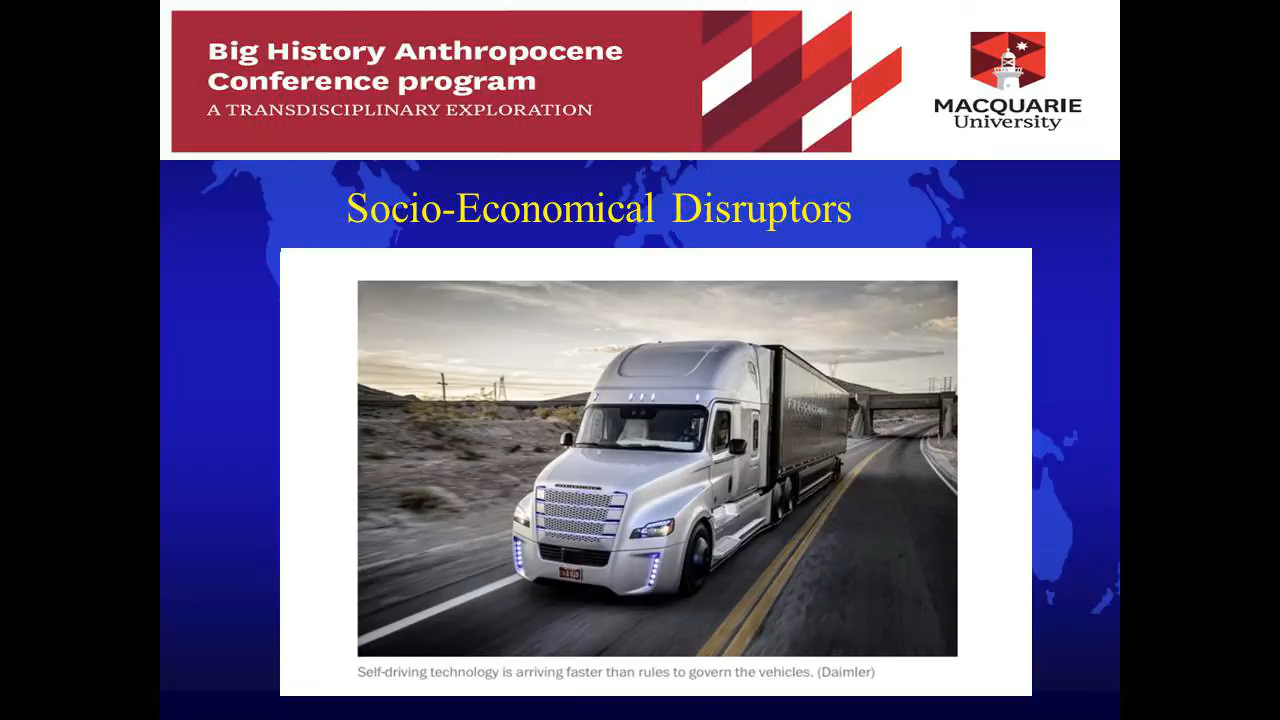 Big History Anthropocene
Conference program
A TRANSDISCIPLINARY EXPLORATION
MACQUARIE
University
Socio-Economical Disruptors
Self-driving technology is arriving faster than rules to govern the vehicles. (Daimler)